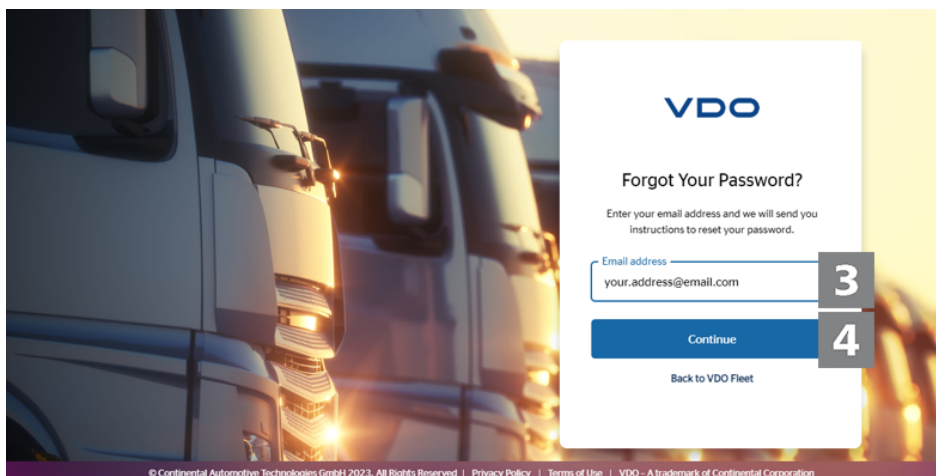 VDO
Forgot Your Password?
Enter your email address and we will send you
instructions to reset your password.
Email address
your.address@email.com
3
Continue
4
Back to VDO Fleet
© Continental Automotive Technologies GmbH 2023. All Rights Reserved | Privacy Policy | Terms of Use | VDO – A trademark of Continental Corporation